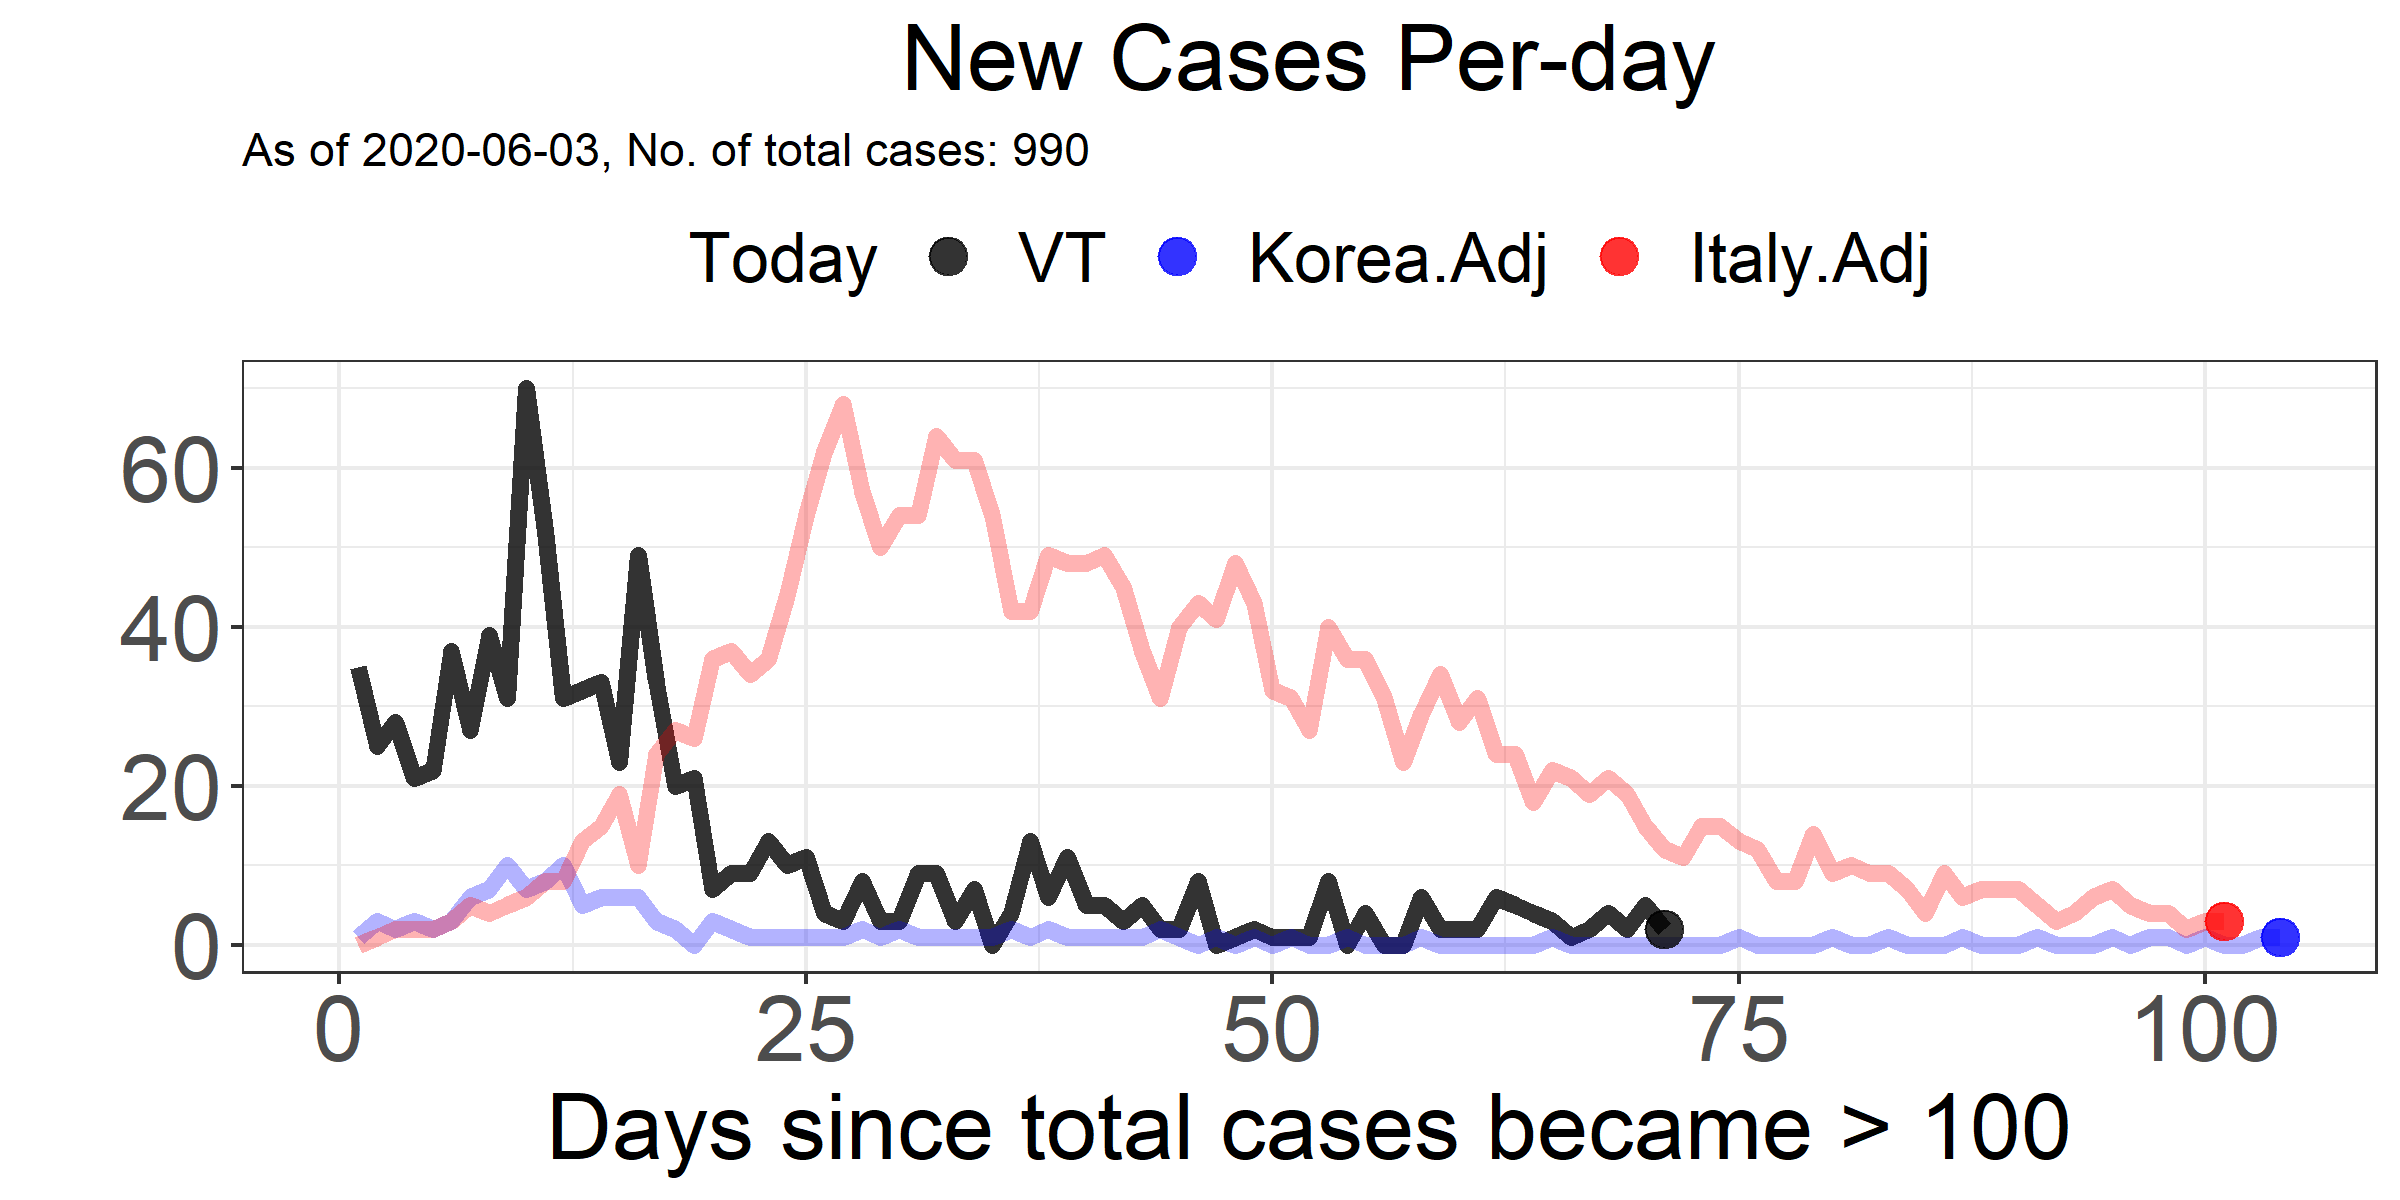 New Cases Per-day
As of 2020-06-03, No. of total cases: 990
Today VT Korea.Adj Italy.Adj
60
40
20
0
0 25 50 75 100
Days since total cases became > 100